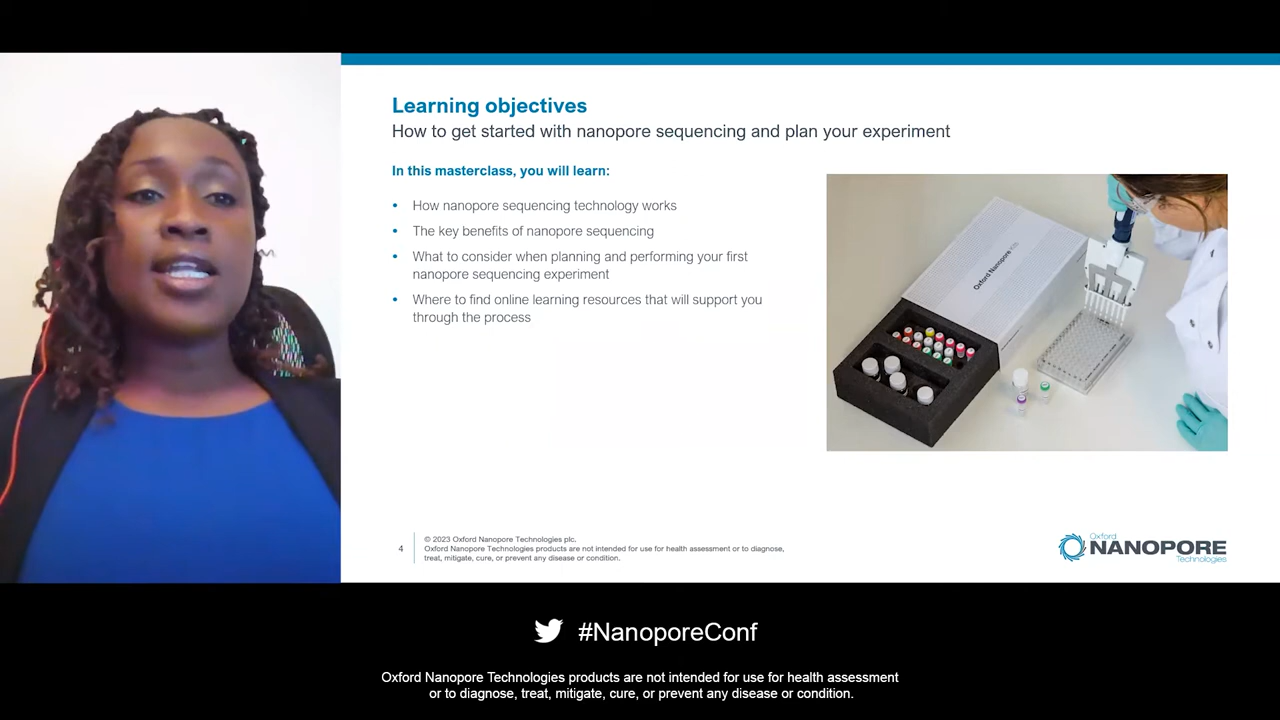 Learning objectives
How to get started with nanopore sequencing and plan your experiment
In this masterclass, you will learn:
• How nanopore sequencing technology works
• The key benefits of nanopore sequencing
• What to consider when planning and performing your first
nanopore sequencing experiment
• Where to find online learning resources that will support you
through the process
Oxford Nanopore
4
© 2023 Oxford Nanopore Technologies plc.
Oxford Nanopore Technologies products are not intended for use for health assessment or to diagnose,
treat, mitigate, cure, or prevent any disease or condition.
Oxford
NANOPORE
Technologies
#NanoporeConf
Oxford Nanopore Technologies products are not intended for use for health assessment
or to diagnose, treat, mitigate, cure, or prevent any disease or condition.